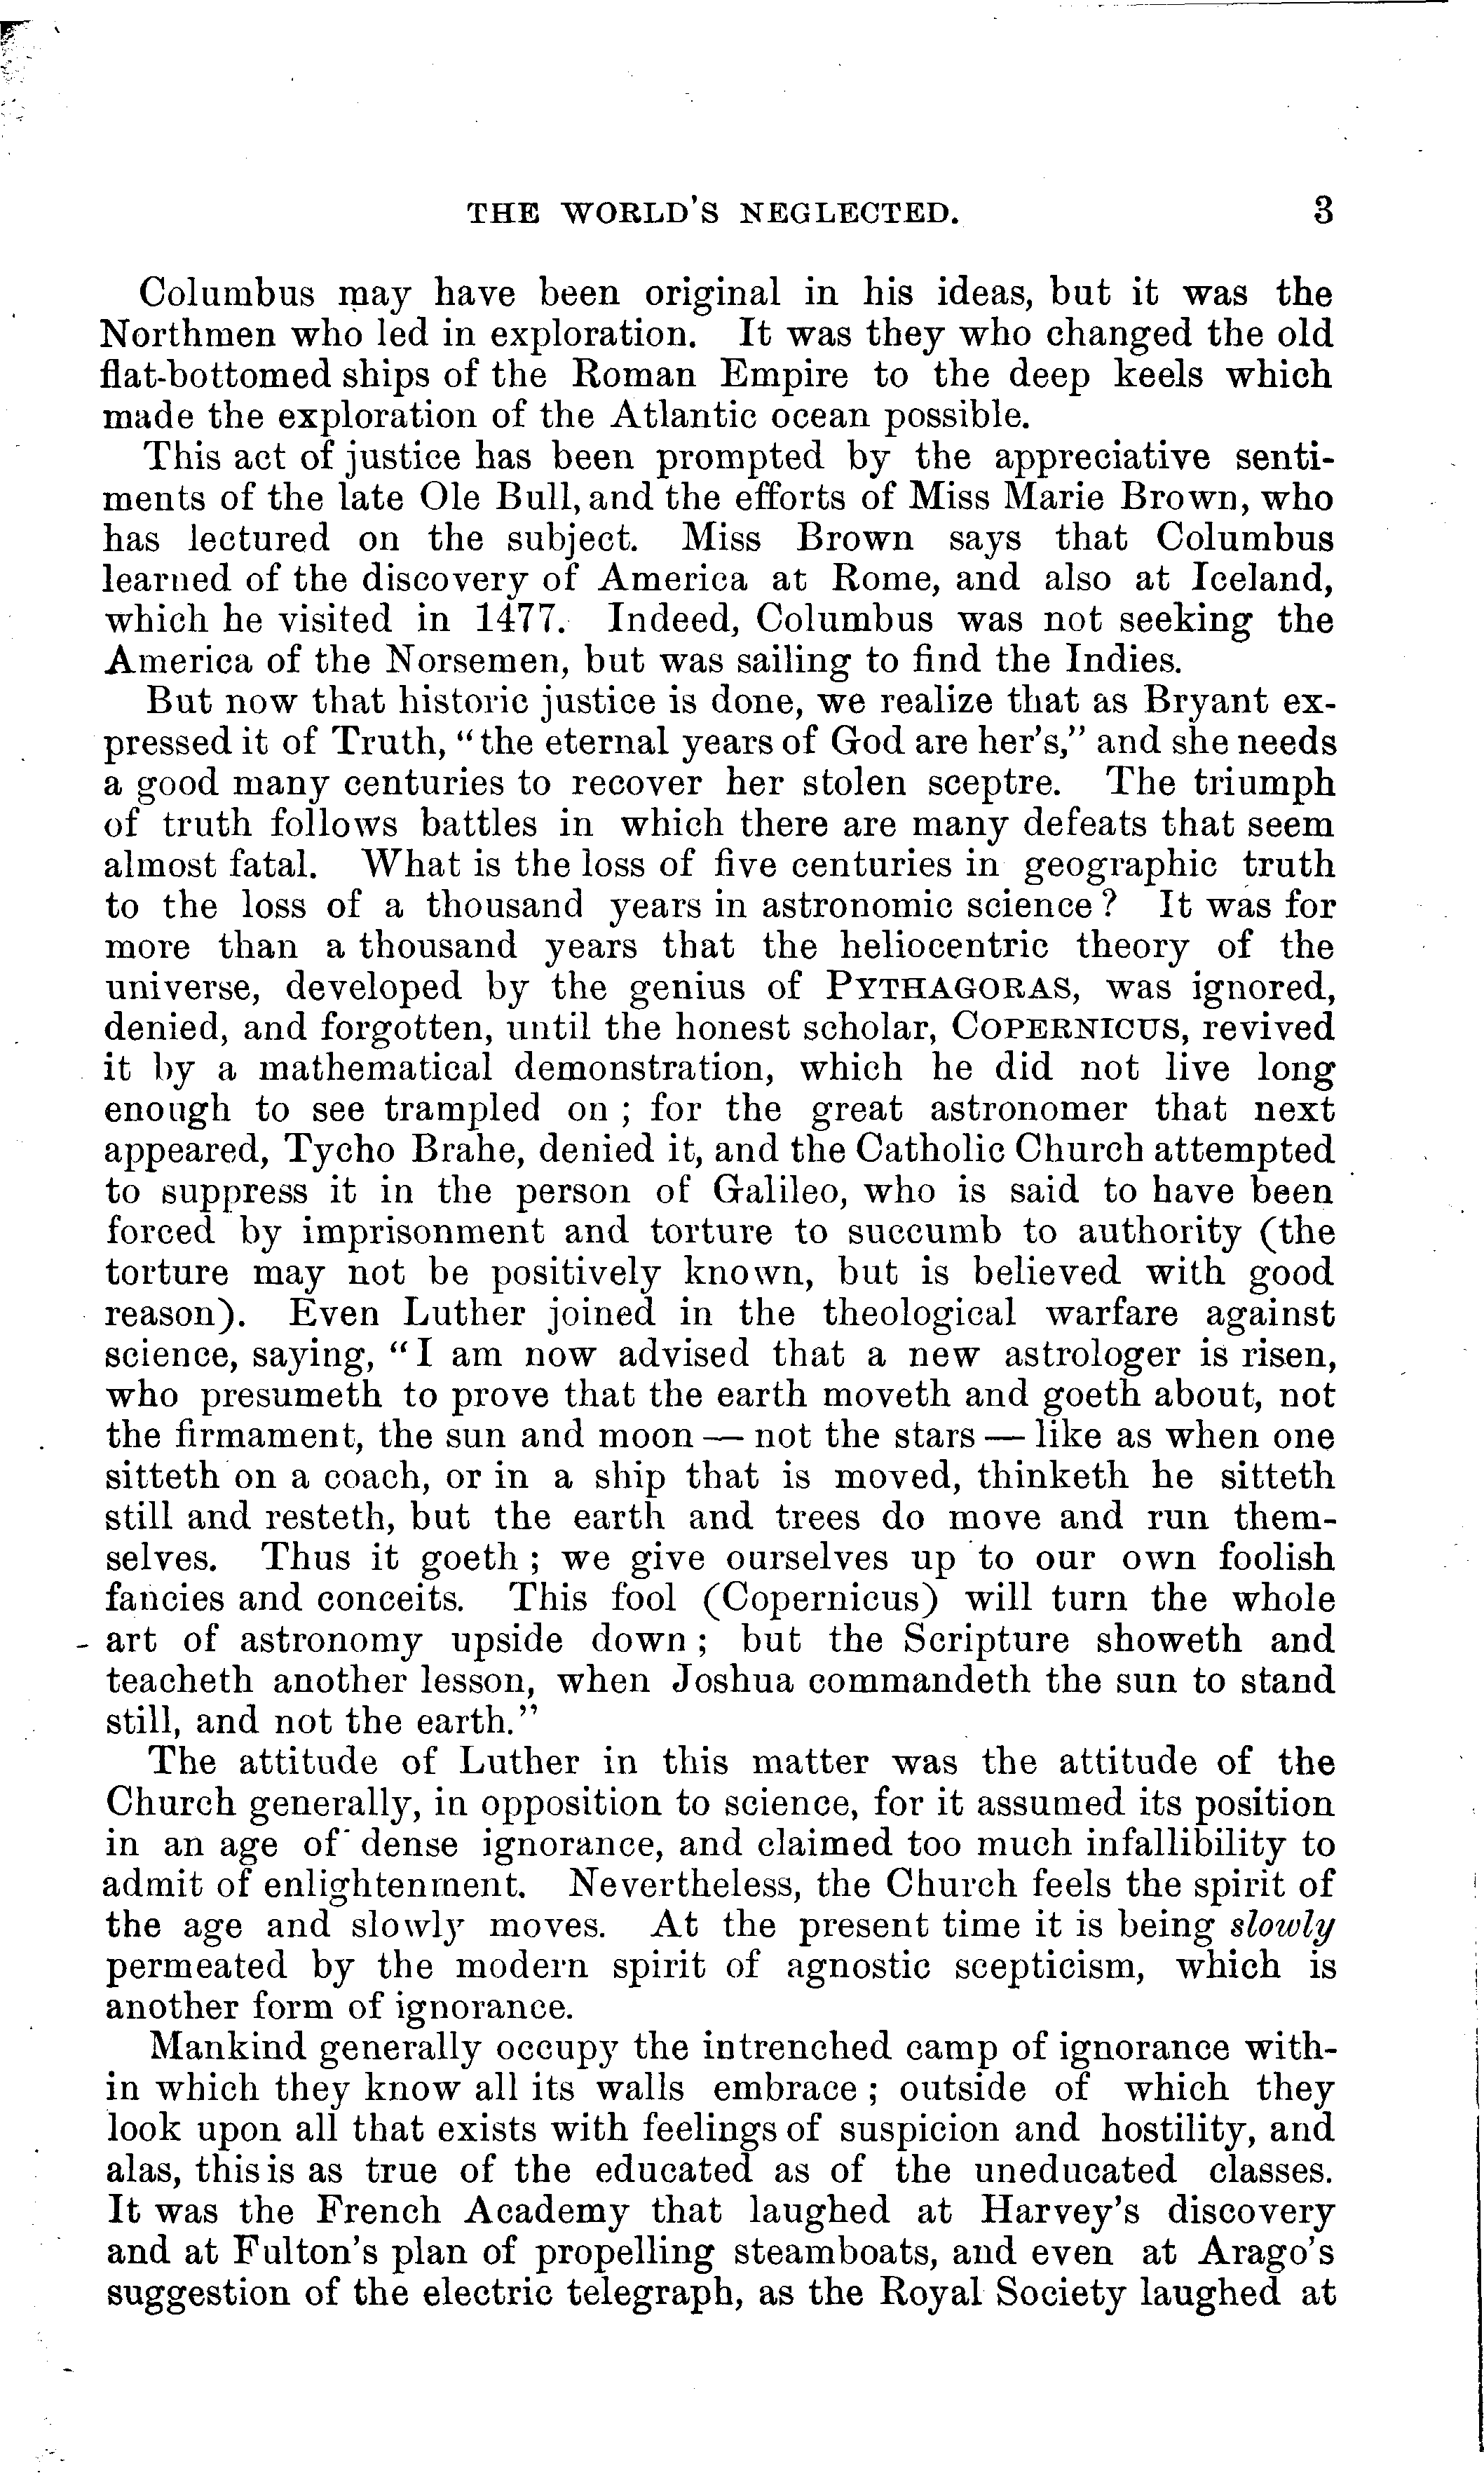 THE WORLD'S NEGLECTED. 3
Columbus may have been original in his ideas, but it was the
Northmen who led in exploration. It was they who changed the old
flat-bottomed ships of the Roman Empire to the deep keels which
made the exploration of the Atlantic ocean possible.
This act of justice has been prompted by the appreciative senti-
ments of the late Ole Bull, and the efforts of Miss Marie Brown, who
has lectured on the subject. Miss Brown says that Columbus
learned of the discovery of America at Rome, and also at Iceland,
which he visited in 1477. Indeed, Columbus was not seeking the
America of the Norsemen, but was sailing to find the Indies.
But now that historic justice is done, we realize that as Bryant ex-
pressed it of Truth, "the eternal years of God are her's," and she needs
a good many centuries to recover her stolen sceptre. The triumph
of truth follows battles in which there are many defeats that seem
almost fatal. What is the loss of five centuries in geographic truth
to the loss of a thousand years in astronomic science? It was for
more than a thousand years that the heliocentric theory of the
universe, developed by the genius of PYTHAGORAS, was ignored,
denied, and forgotten, until the honest scholar, COPERNICUS, revived
it by a mathematical demonstration, which he did not live long
enough to see trampled on; for the great astronomer that next
appeared, Tycho Brahe, denied it, and the Catholic Church attempted
to suppress it in the person of Galileo, who is said to have been
forced by imprisonment and torture to succumb to authority (the
torture may not be positively known, but is believed with good
reason). Even Luther joined in the theological warfare against
science, saying, "I am now advised that a new astrologer is risen,
who presumeth to prove that the earth moveth and goeth about, not
the firmament, the sun and moon — not the stars — like as when one
sitteth on a coach, or in a ship that is moved, thinketh he sitteth
still and resteth, but the earth and trees do move and run them-
selves. Thus it goeth; we give ourselves up to our own foolish
fancies and conceits. This fool (Copernicus) will turn the whole
art of astronomy upside down; but the Scripture showeth and
teacheth another lesson, when Joshua commandeth the sun to stand
still, and not the earth."
The attitude of Luther in this matter was the attitude of the
Church generally, in opposition to science, for it assumed its position
in an age of dense ignorance, and claimed too much infallibility to
admit of enlightenment. Nevertheless, the Church feels the spirit of
the age and slowly moves. At the present time it is being slowly
permeated by the modern spirit of agnostic scepticism, which is
another form of ignorance.
Mankind generally occupy the intrenched camp of ignorance with-
in which they know all its walls embrace; outside of which they
look upon all that exists with feelings of suspicion and hostility, and
alas, this is as true of the educated as of the uneducated classes.
It was the French Academy that laughed at Harvey's discovery
and at Fulton's plan of propelling steamboats, and even at Arago's
suggestion of the electric telegraph, as the Royal Society laughed at